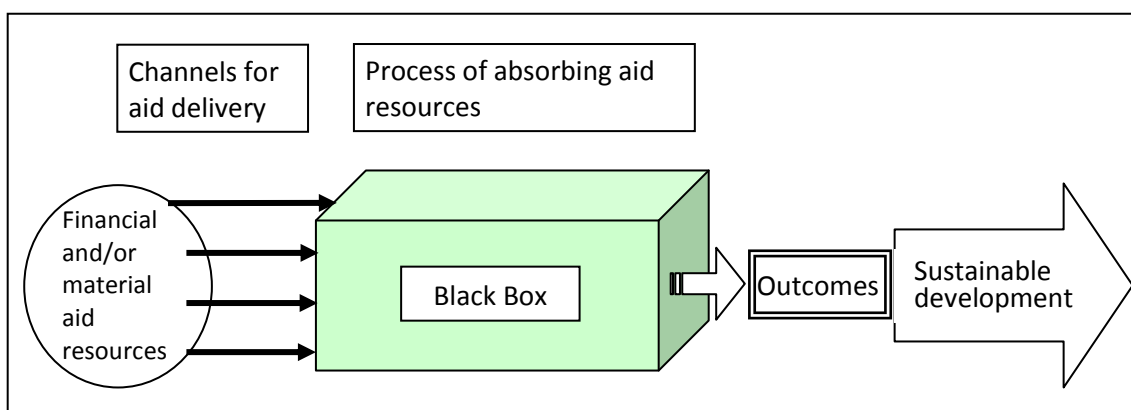 Channels for
aid delivery
Process of absorbing aid
resources
Financial
and/or
material
aid
resources
Black Box
Outcomes
Sustainable
development